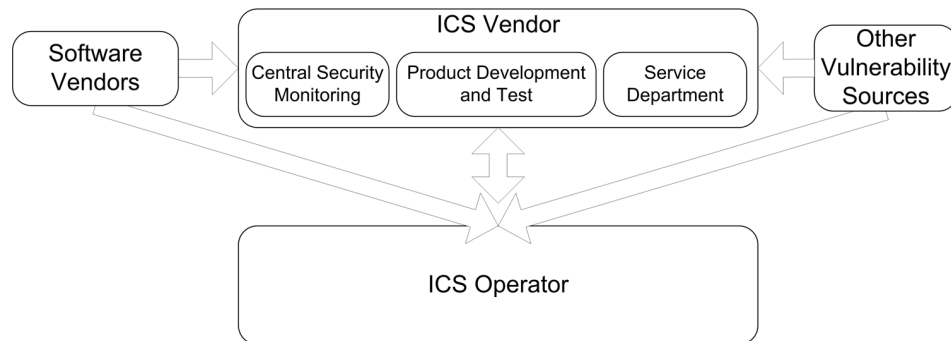 ICS Vendor
Software
Vendors
Central Security
Monitoring
Product Development
and Test
Service
Department
Other
Vulnerability
Sources
ICS Operator